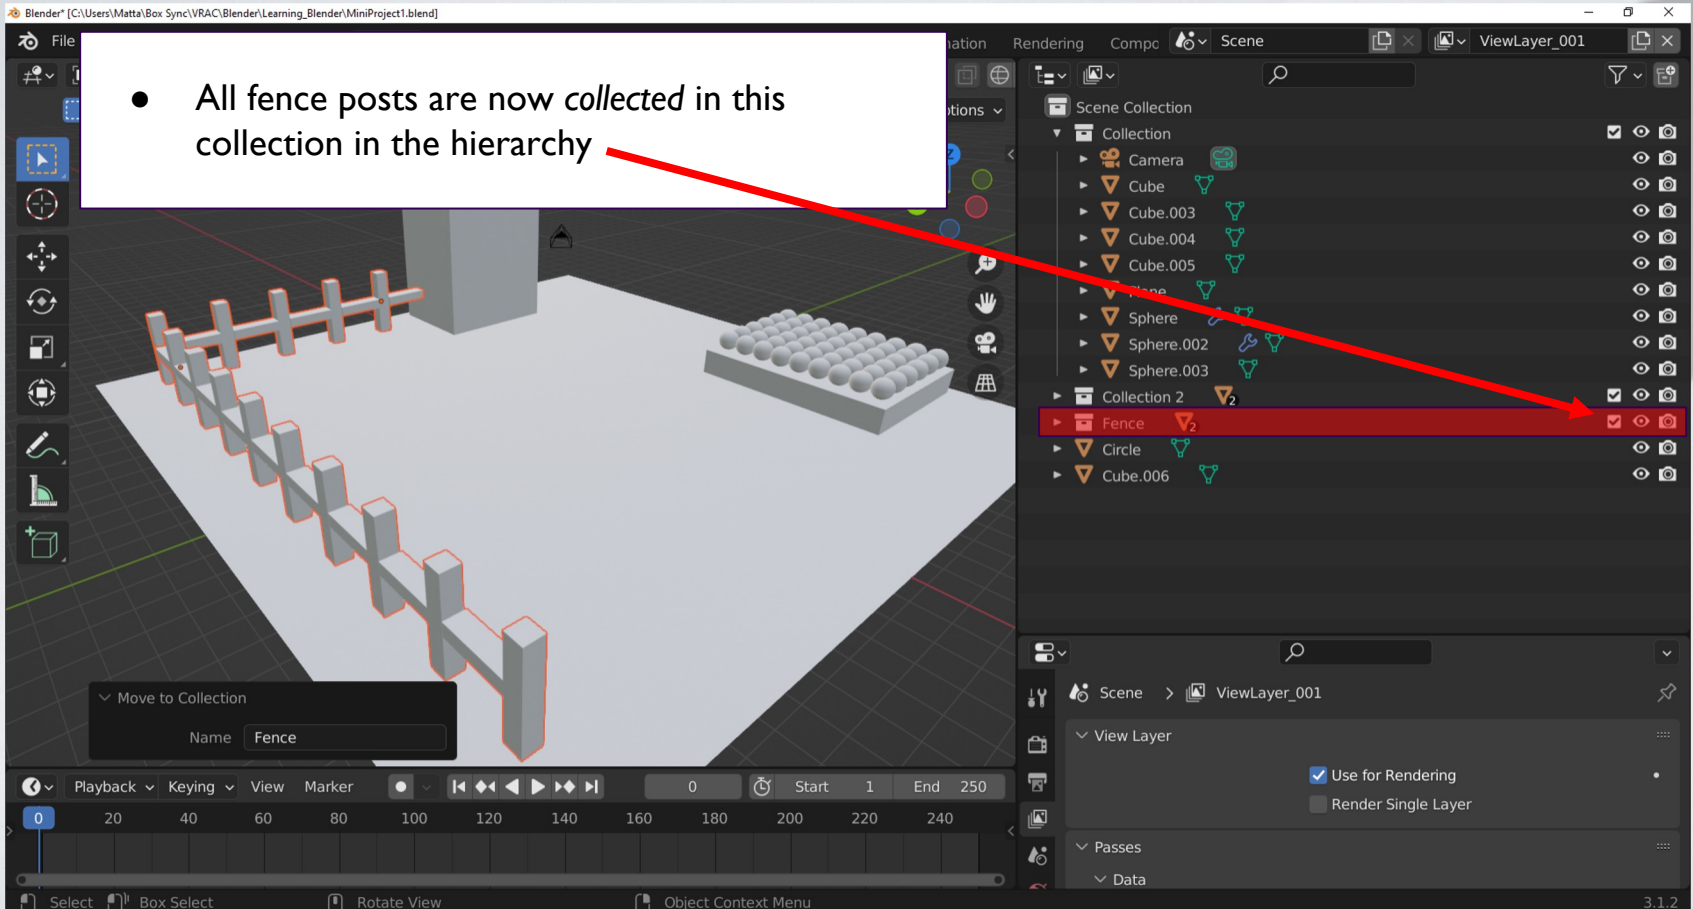 Blender* [C:\Users\Matta\Box Sync\VRAC\Blender\Learning_Blender\MiniProject1.blend]
File
Rendering
Compc
Scene
ViewLayer_001
● All fence posts are now collected in this
collection in the hierarchy
Scene Collection
Collection
Camera
Cube
Cube.003
Cube.004
Cube.005
Plane
Sphere
Sphere.002
Sphere.003
Collection 2
2
Fence
2
Circle
Cube.006
Z
Move to Collection
Name Fence
Scene > ViewLayer_001
View Layer
Use for Rendering
Render Single Layer
Passes
Data
Playback Keying View Marker 0 Start 1 End 250
0 20 40 60 80 100 120 140 160 180 200 220 240
Select Box Select Rotate View Object Context Menu 3.1.2